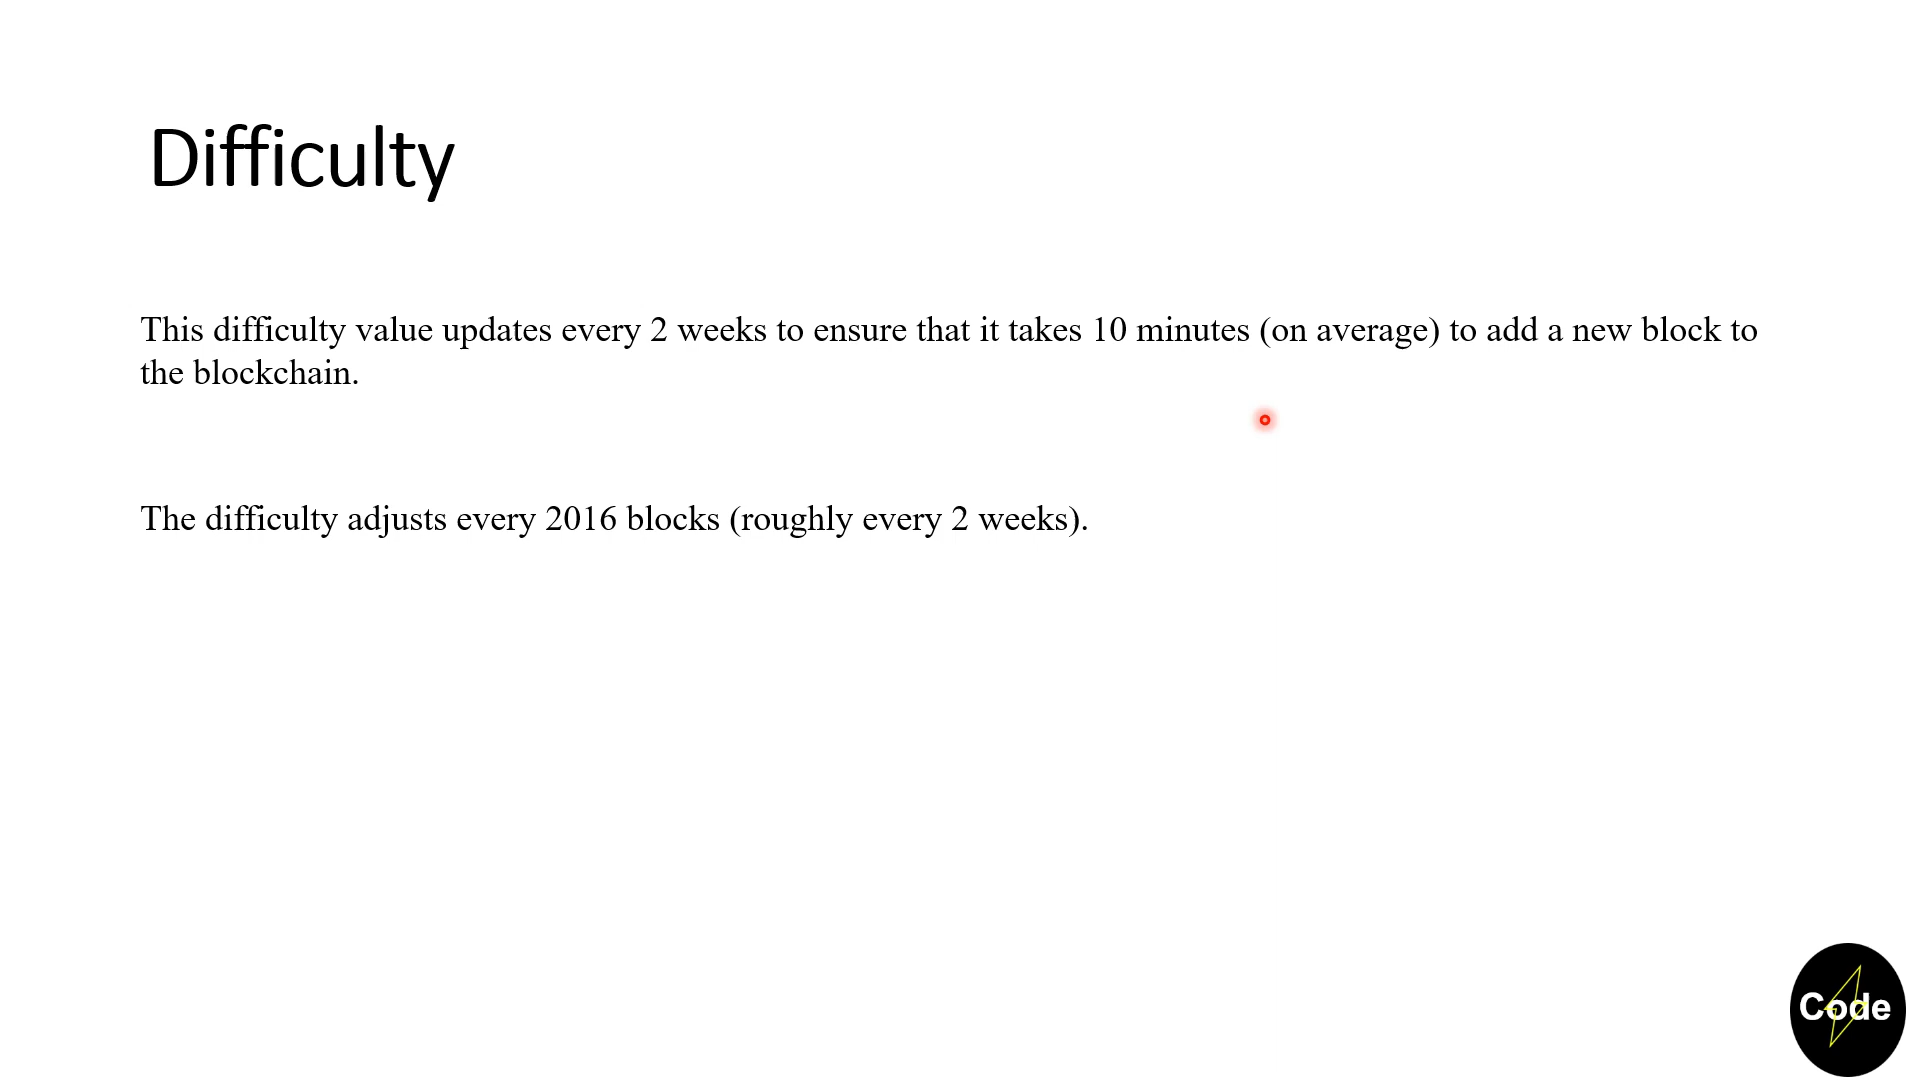 Difficulty
This difficulty value updates every 2 weeks to ensure that it takes 10 minutes (on average) to add a new block to
the blockchain.
The difficulty adjusts every 2016 blocks (roughly every 2 weeks).
Code